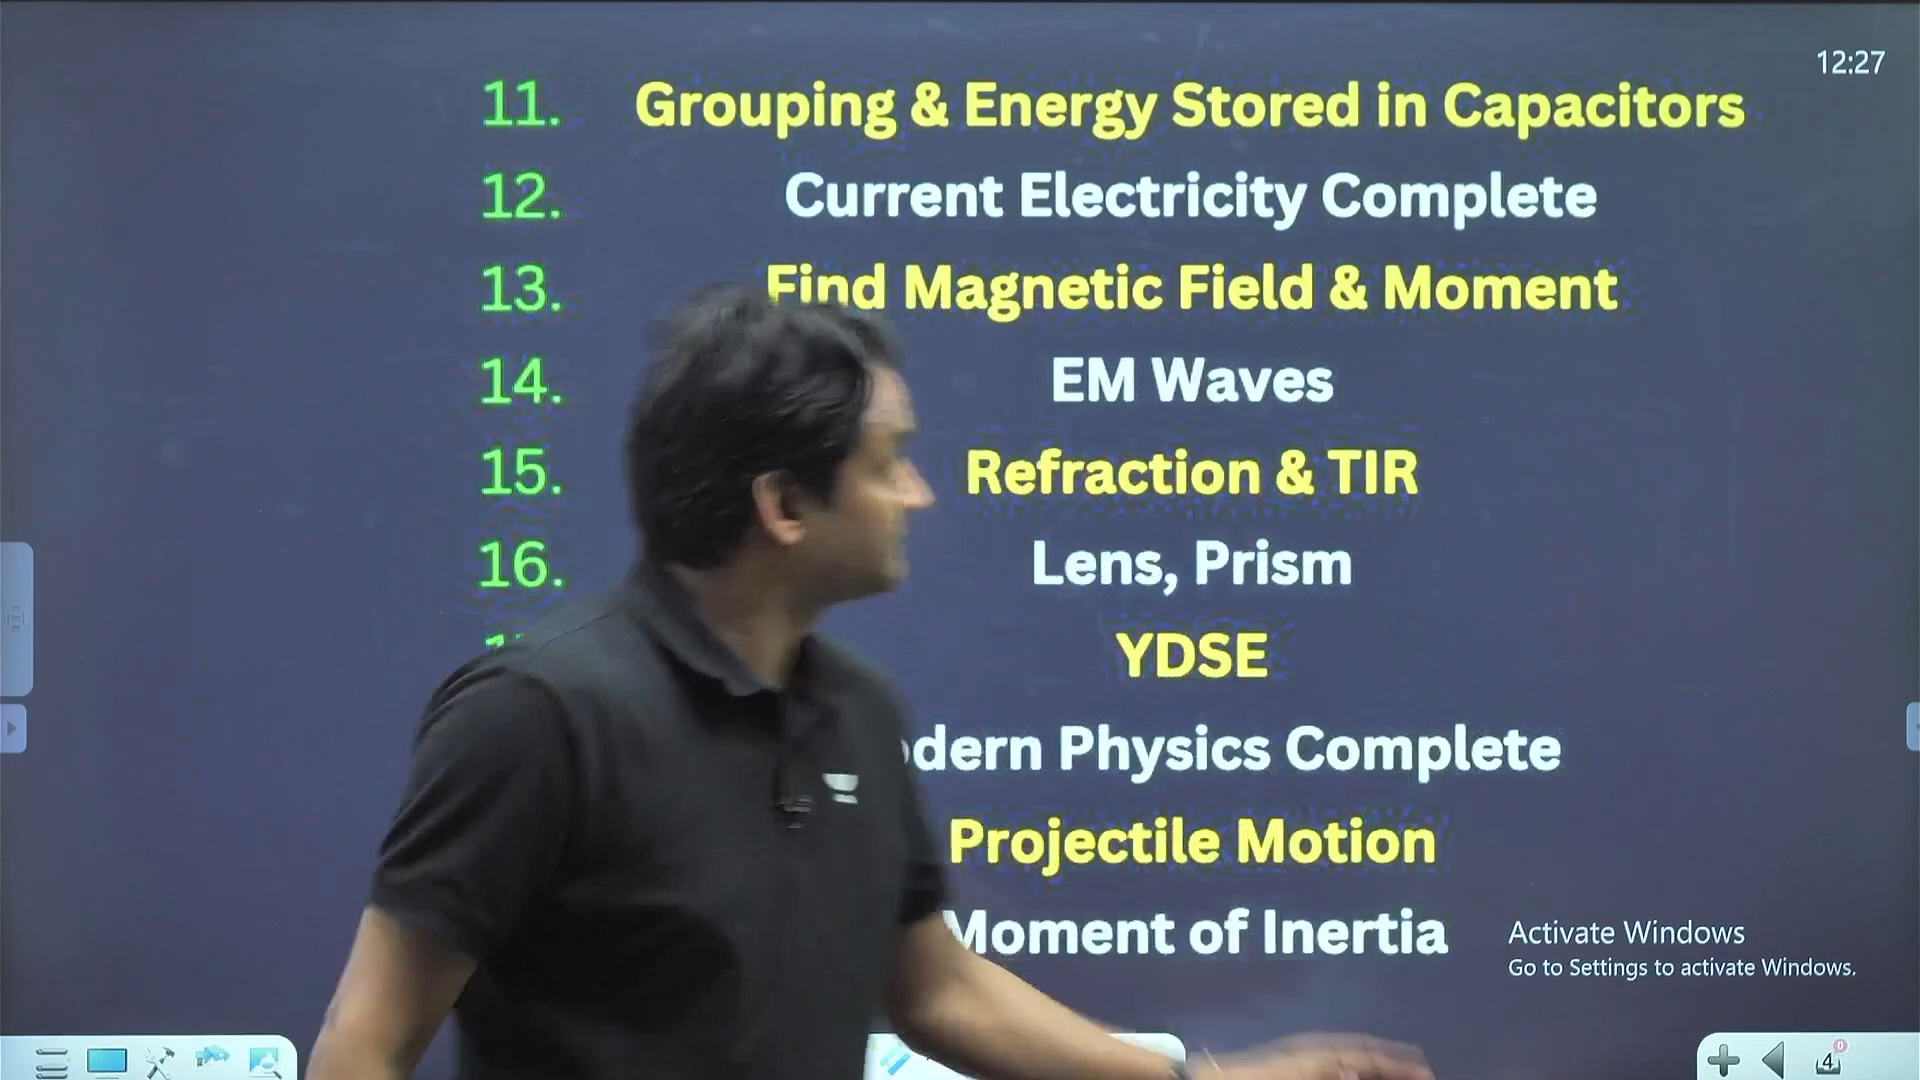 12:27
11. Grouping & Energy Stored in Capacitors
12. Current Electricity Complete
13. Find Magnetic Field & Moment
14. EM Waves
15. Refraction & TIR
16. Lens, Prism
YDSE
Physics Complete
Projectile Motion
Moment of Inertia
Activate Windows
Go to Settings to activate Windows.
4
0